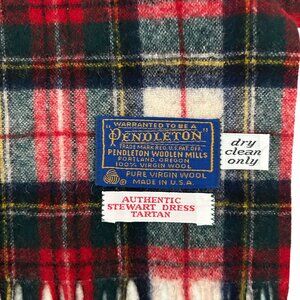 WARRANTED TO BE A
"PENDLETON"
TRADE MARK REG. U.S. PAT. OFF.
PENDLETON WOOLEN MILLS
PORTLAND, OREGON
100% VIRGIN WOOL
PURE VIRGIN WOOL
MADE IN U.S.A.
dry
clean
only
AUTHENTIC
STEWART DRESS
TARTAN